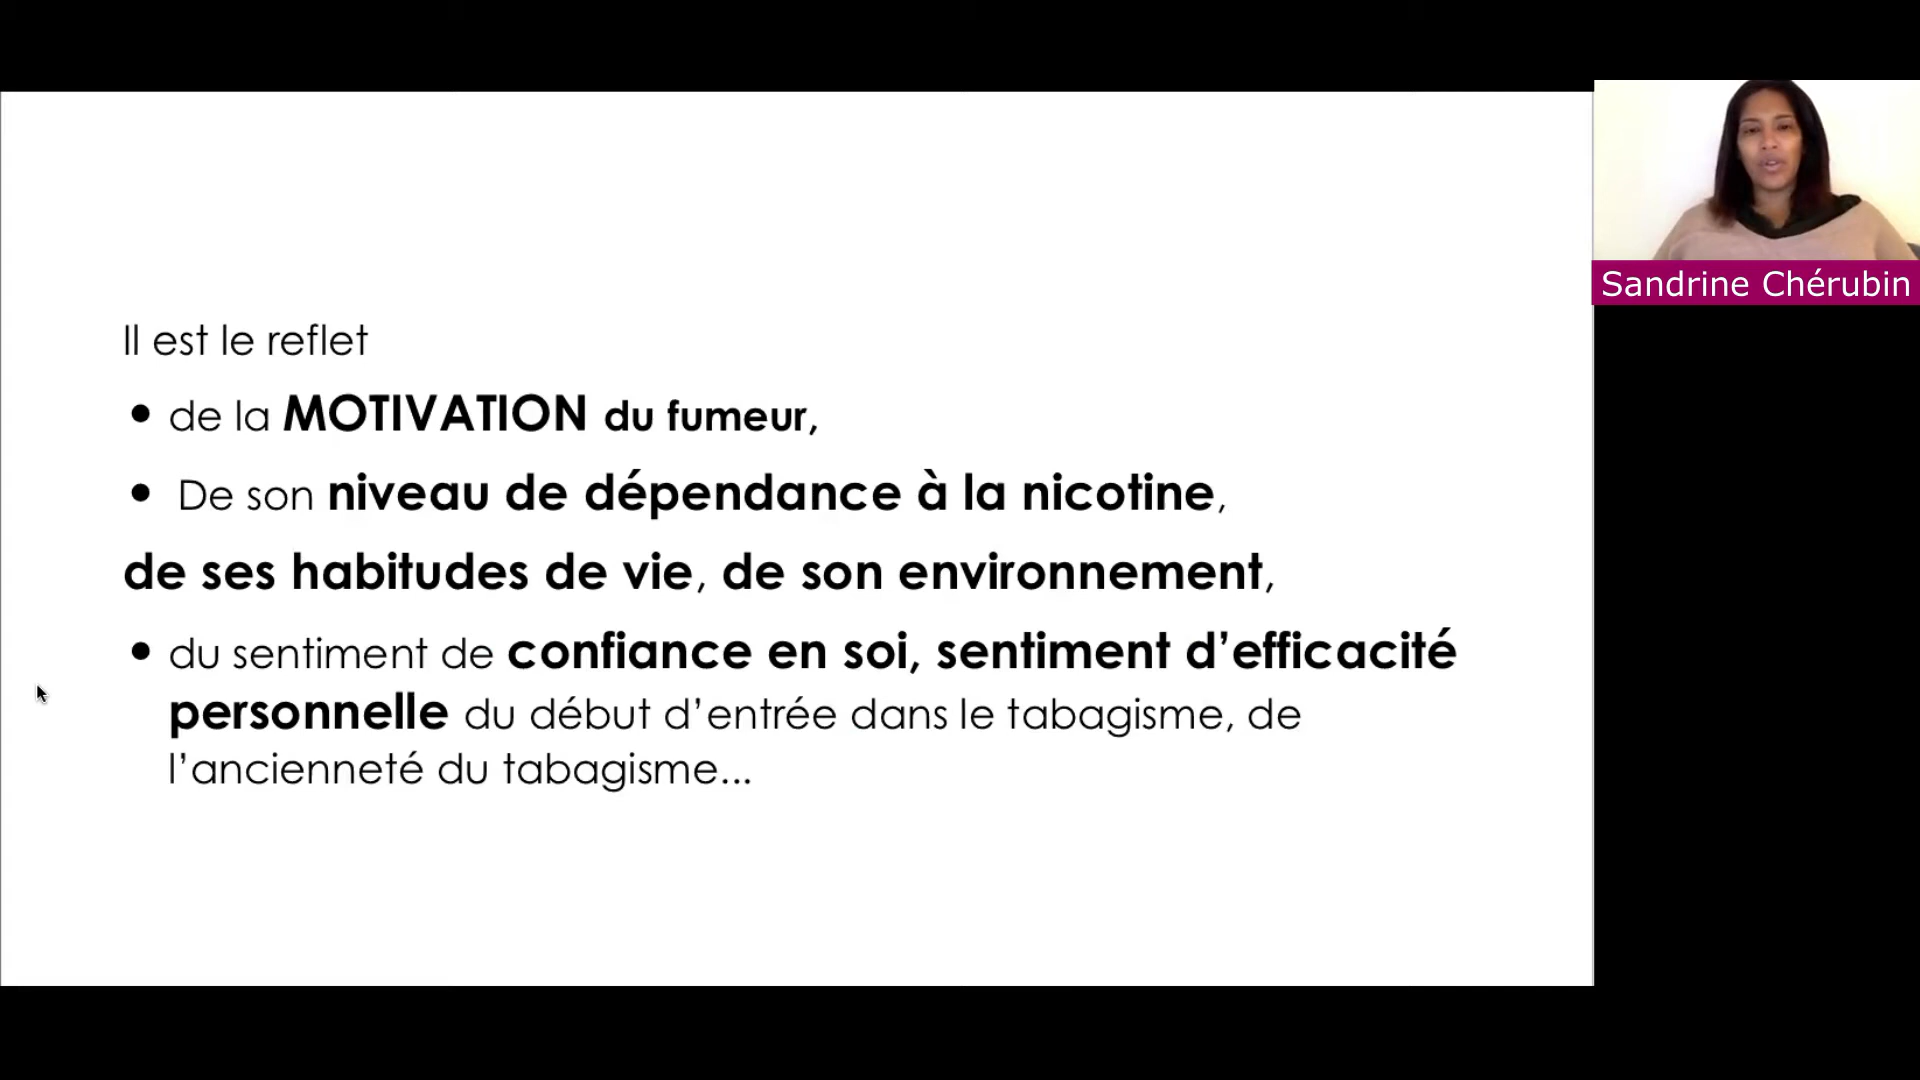 Il est le reflet
• de la MOTIVATION du fumeur,
• De son niveau de dépendance à la nicotine,
de ses habitudes de vie, de son environnement,
• du sentiment de confiance en soi, sentiment d’efficacité
personnelle du début d’entrée dans le tabagisme, de
l’ancienneté du tabagisme...
Sandrine Chérubin